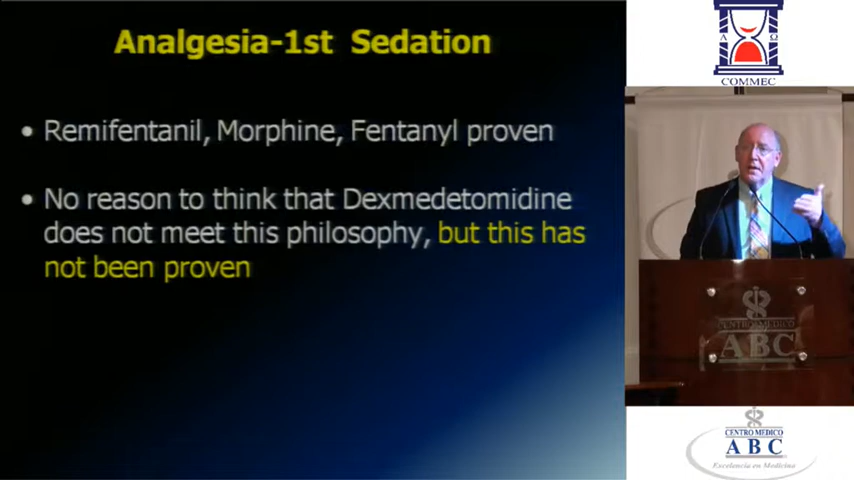 Analgesia-1st Sedation
• Remifentanil, Morphine, Fentanyl proven
• No reason to think that Dexmedetomidine
does not meet this philosophy, but this has
not been proven
A Ω
COMMEC
CENTRO MEDICO
ABC
CENTRO MEDICO
ABC
Excelencia en Medicina